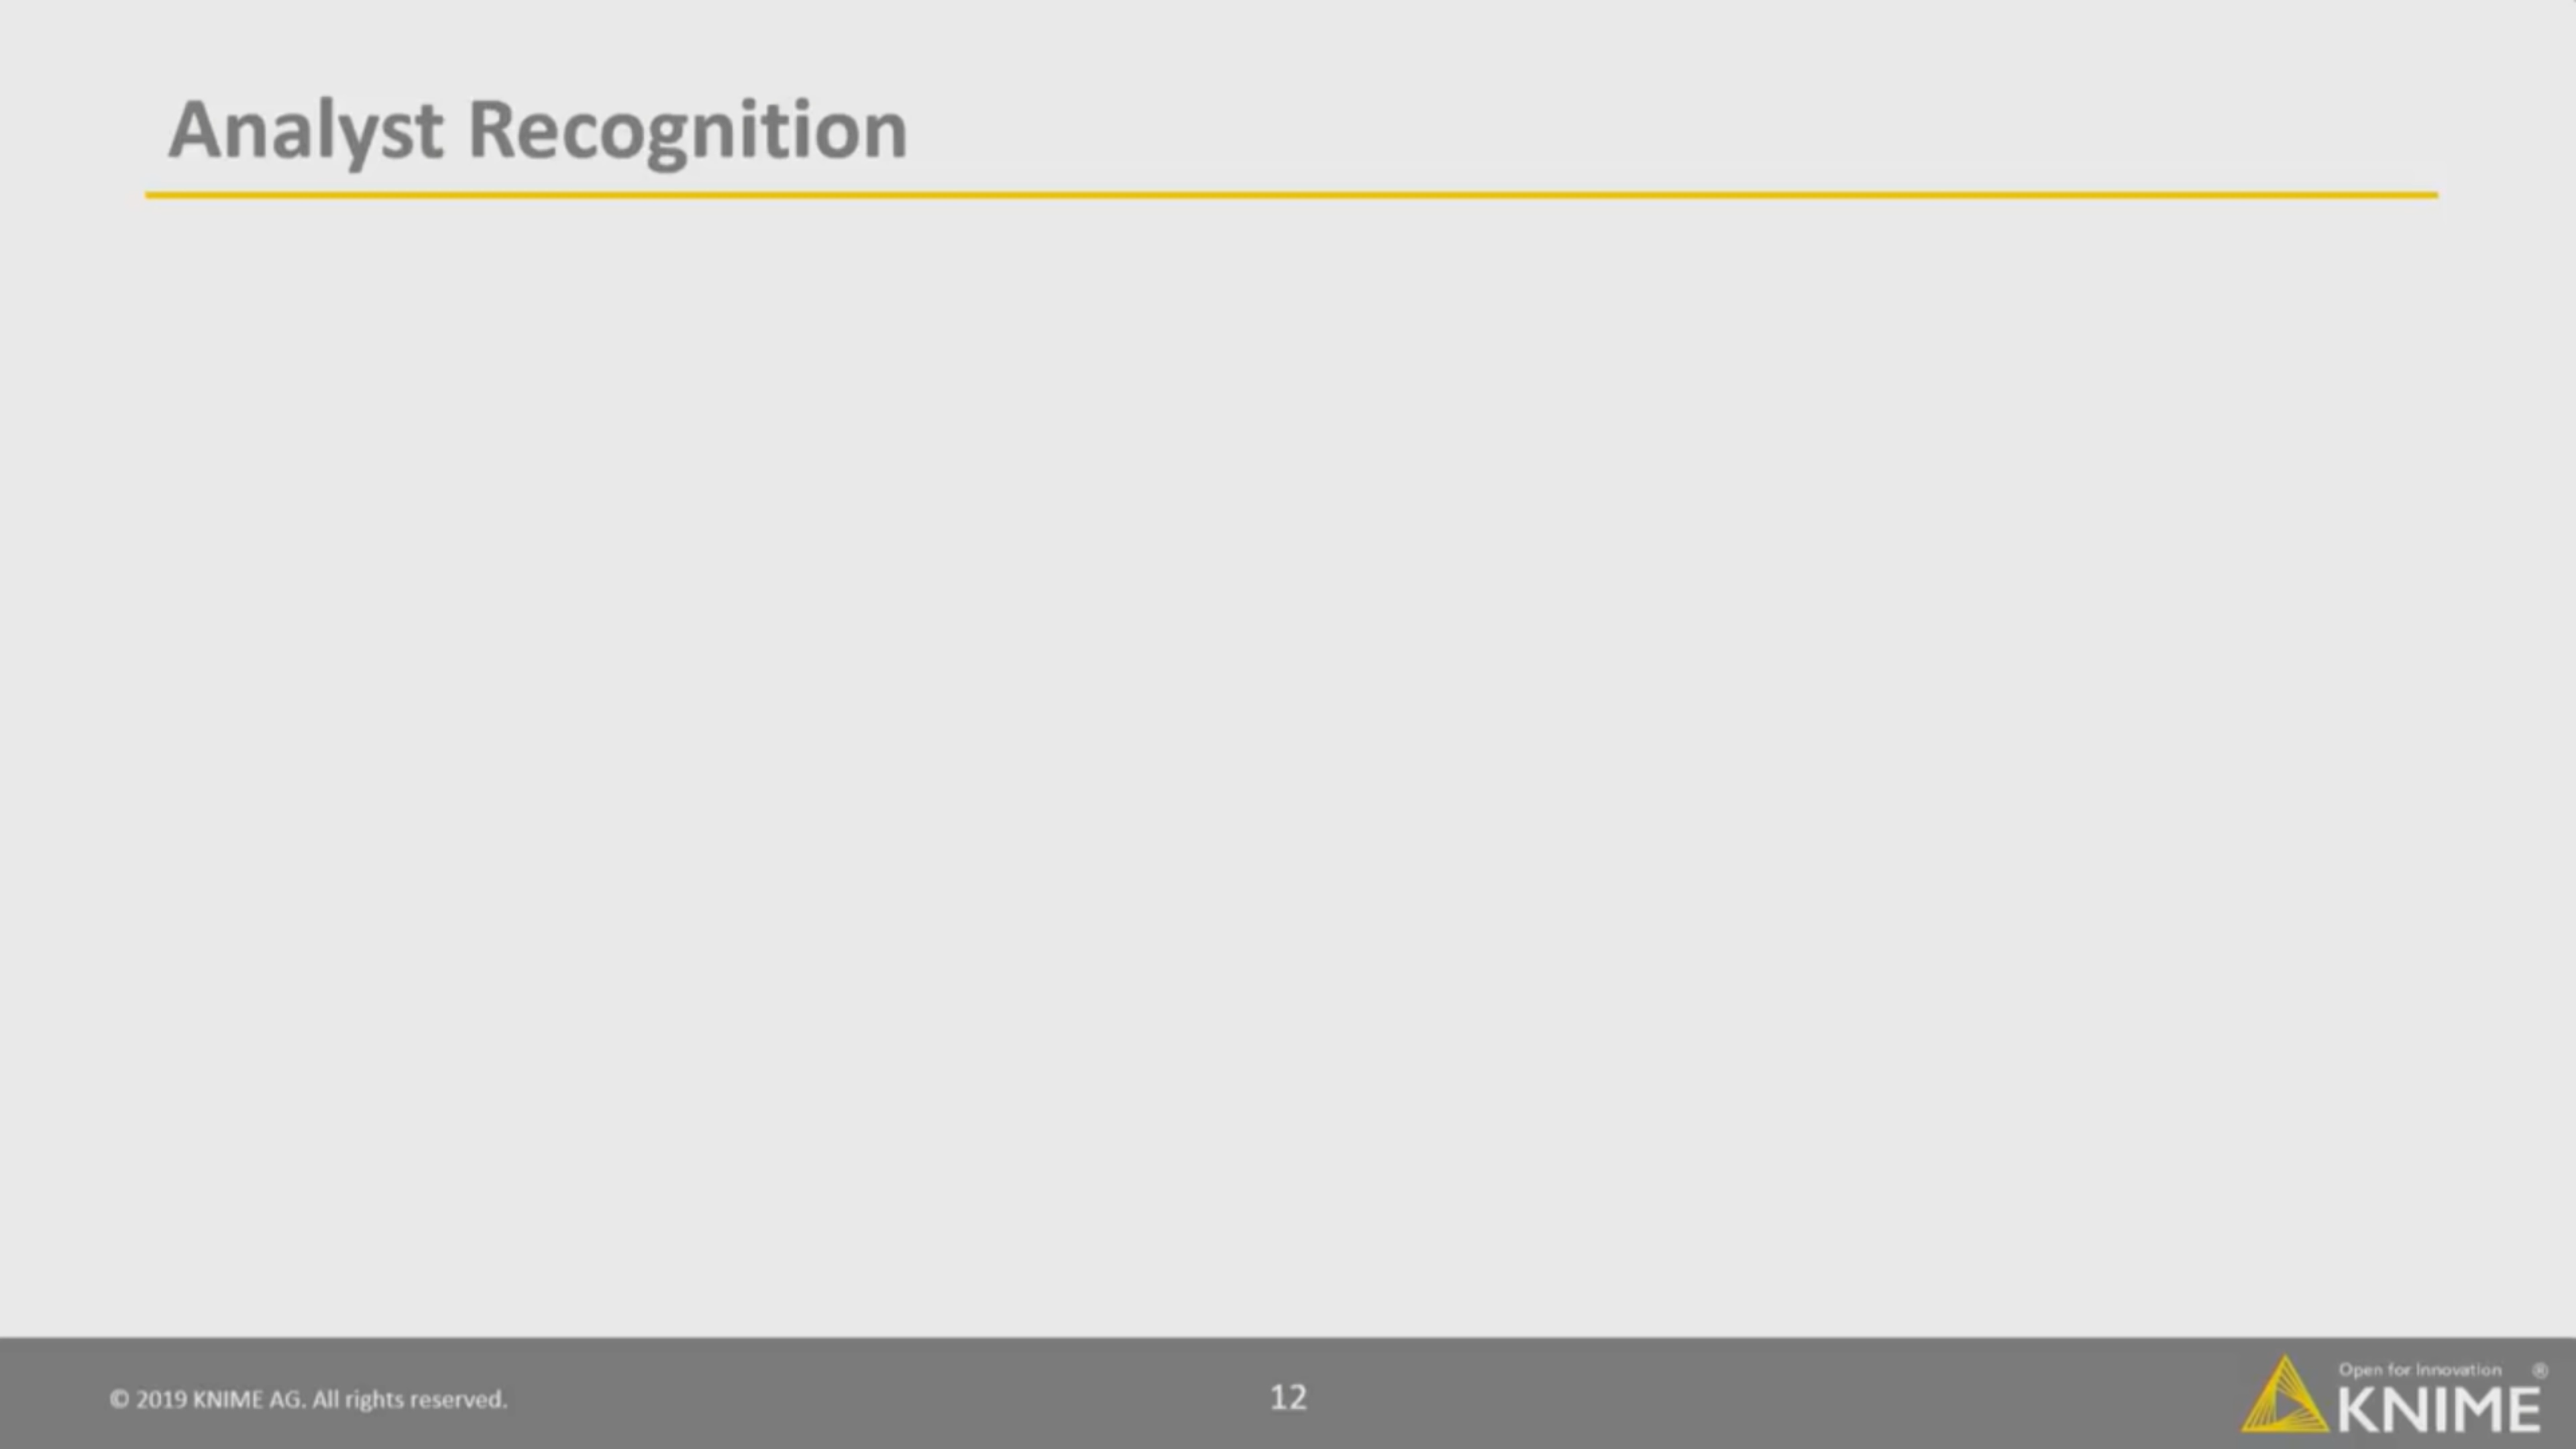 Analyst Recognition
© 2019 KNIME AG. All rights reserved.
12
Open for Innovation ®
KNIME